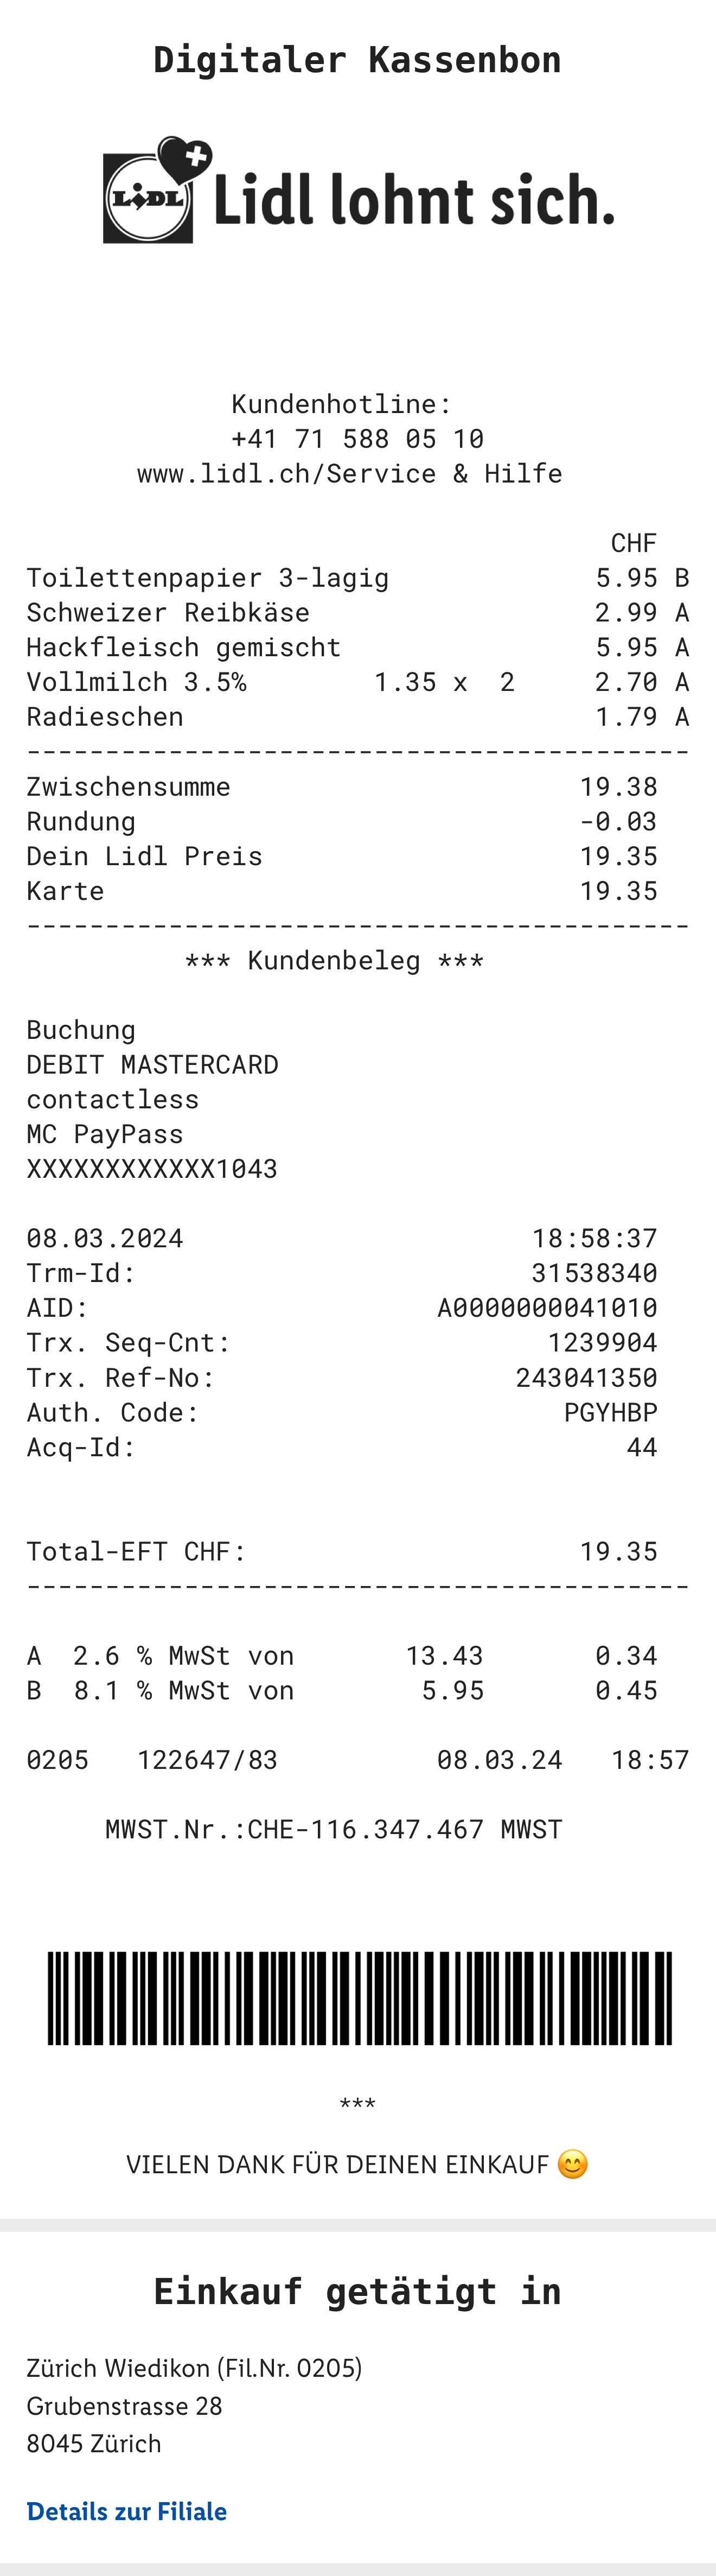 Digitaler Kassenbon
LIDL Lidl lohnt sich.
Kundenhotline:
+41 71 588 05 10
www.lidl.ch/Service & Hilfe
CHF
Toilettenpapier 3-lagig 5.95 B
Schweizer Reibkäse 2.99 A
Hackfleisch gemischt 5.95 A
Vollmilch 3.5% 1.35 x 2 2.70 A
Radieschen 1.79 A
------------------------------------------
Zwischensumme 19.38
Rundung -0.03
Dein Lidl Preis 19.35
Karte 19.35
------------------------------------------
*** Kundenbeleg ***
Buchung
DEBIT MASTERCARD
contactless
MC PayPass
XXXXXXXXXXXX1043
08.03.2024 18:58:37
Trm-Id: 31538340
AID: A0000000041010
Trx. Seq-Cnt: 1239904
Trx. Ref-No: 243041350
Auth. Code: PGYHBP
Acq-Id: 44
Total-EFT CHF: 19.35
------------------------------------------
A 2.6 % MwSt von 13.43 0.34
B 8.1 % MwSt von 5.95 0.45
0205 122647/83 08.03.24 18:57
MWST.Nr.:CHE-116.347.467 MWST
***
VIELEN DANK FÜR DEINEN EINKAUF 😊
Einkauf getätigt in
Zürich Wiedikon (Fil.Nr. 0205)
Grubenstrasse 28
8045 Zürich
Details zur Filiale